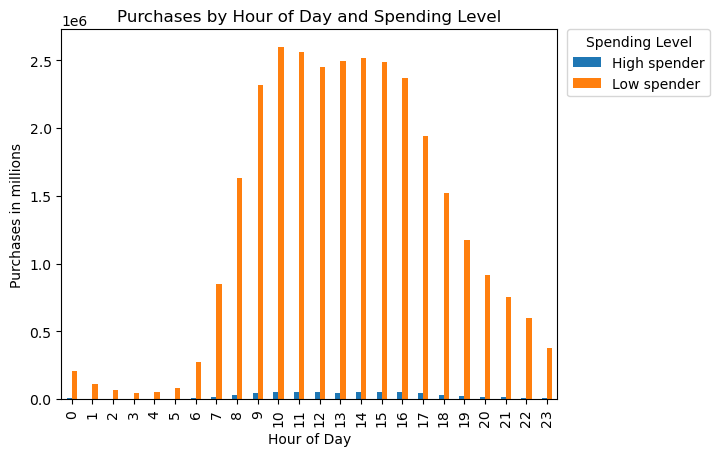 Purchases by Hour of Day and Spending Level
1e6
Spending Level
High spender
Low spender
2.5
2.0
1.5
1.0
0.5
0.0
Purchases in millions
0 1 2 3 4 5 6 7 8 9 10 11 12 13 14 15 16 17 18 19 20 21 22 23
Hour of Day